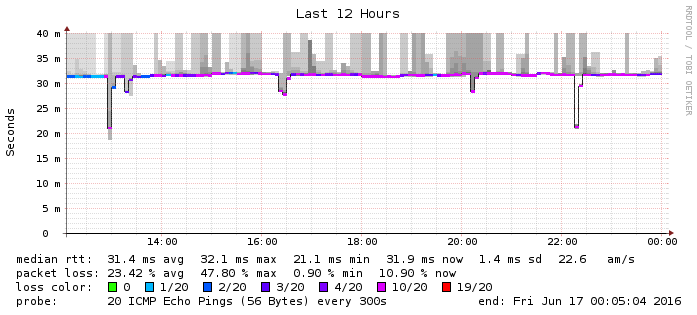 Last 12 Hours
RRDTOOL / TOBI OETIKER
Seconds
40 m
35 m
30 m
25 m
20 m
15 m
10 m
5 m
0
14:00 16:00 18:00 20:00 22:00 00:00
median rtt: 31.4 ms avg 32.1 ms max 21.1 ms min 31.9 ms now 1.4 ms sd 22.6 am/s
packet loss: 23.42 % avg 47.80 % max 0.90 % min 10.90 % now
loss color: 0 1/20 2/20 3/20 4/20 10/20 19/20
probe: 20 ICMP Echo Pings (56 Bytes) every 300s end: Fri Jun 17 00:05:04 2016